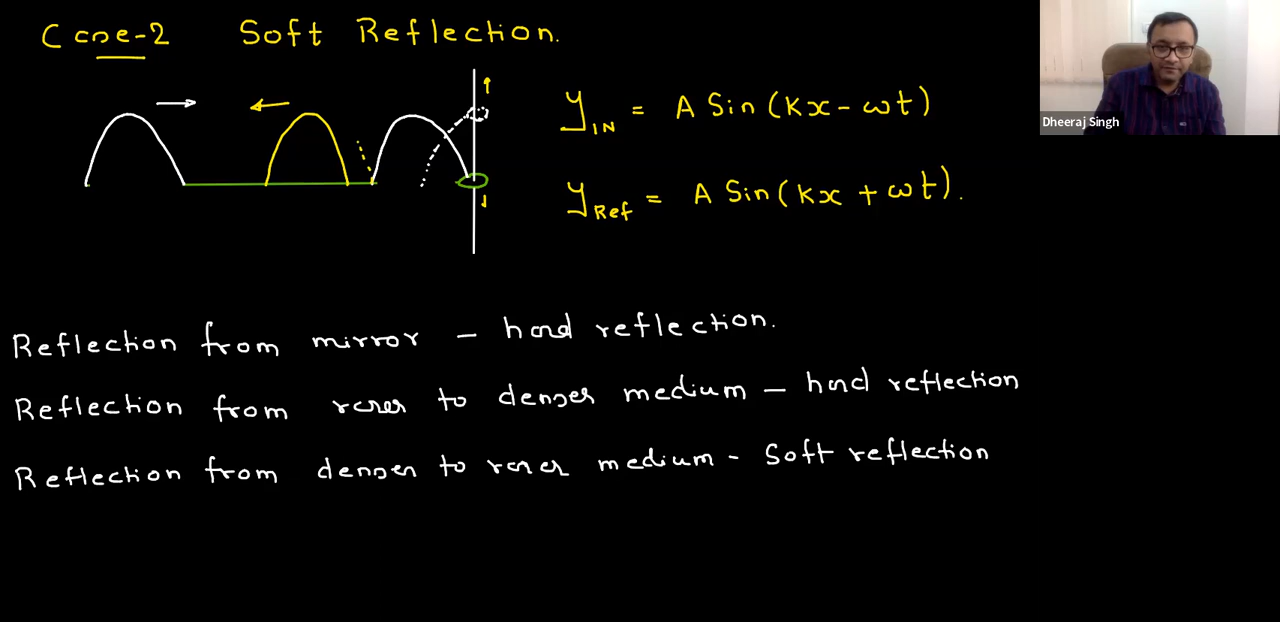 Case-2 Soft Reflection.
y_IN = A Sin(kx - ωt)
Dheeraj Singh
y_Ref = A Sin(kx + ωt).
Reflection from mirror - hard reflection.
Reflection from rarer to denser medium - hard reflection
Reflection from denser to rarer medium - Soft reflection